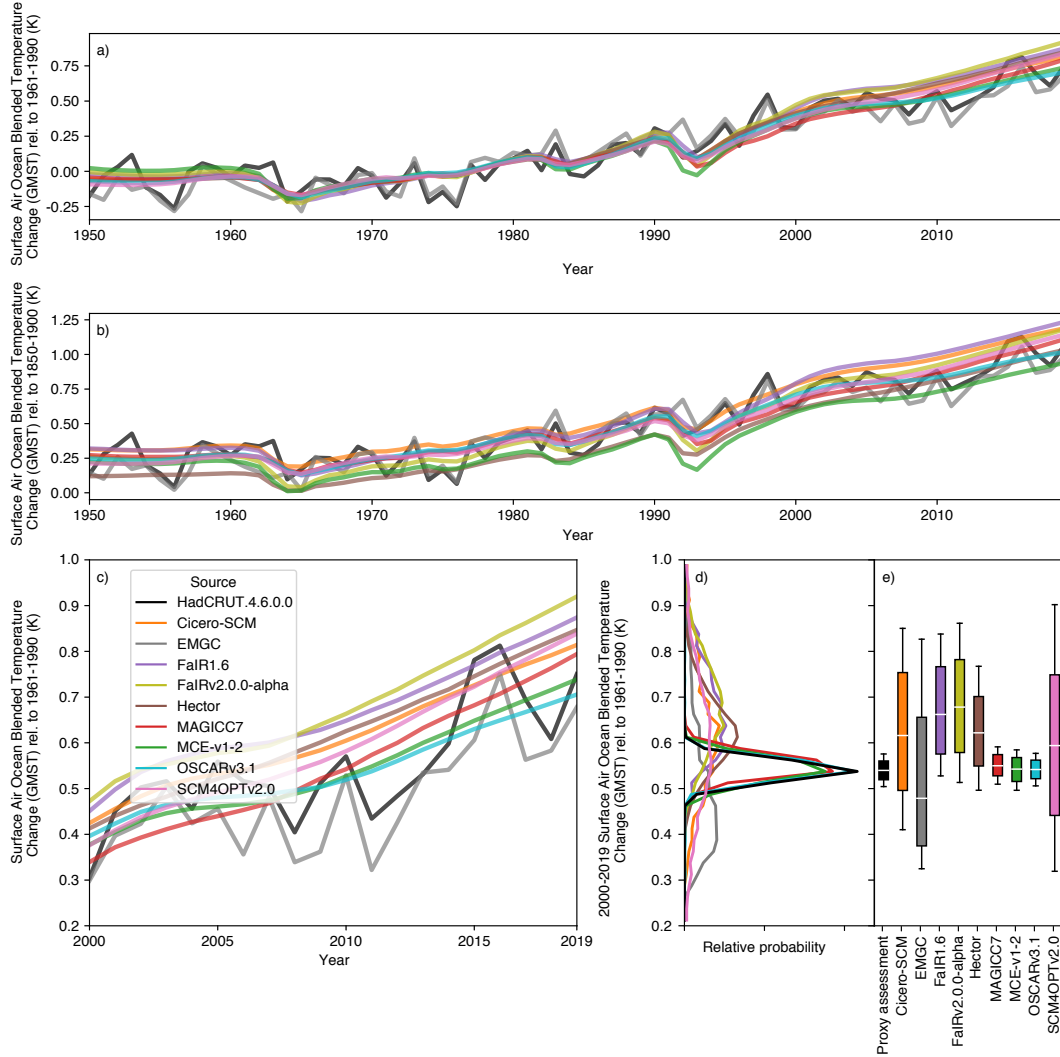 Surface Air Ocean Blended Temperature
Change (GMST) rel. to 1961-1990 (K)
a)
0.75
0.50
0.25
0.00
-0.25
1950
1960
1970
1980
1990
2000
2010
Year
Surface Air Ocean Blended Temperature
Change (GMST) rel. to 1850-1900 (K)
b)
1.25
1.00
0.75
0.50
0.25
0.00
1950
1960
1970
1980
1990
2000
2010
Year
Surface Air Ocean Blended Temperature
Change (GMST) rel. to 1961-1990 (K)
c)
1.0
0.9
0.8
0.7
0.6
0.5
0.4
0.3
0.2
Source
HadCRUT.4.6.0.0
Cicero-SCM
EMGC
FaIR1.6
FaIRv2.0.0-alpha
Hector
MAGICC7
MCE-v1-2
OSCARv3.1
SCM4OPTv2.0
2000
2005
2010
2015
2019
Year
2000-2019 Surface Air Ocean Blended Temperature
Change (GMST) rel. to 1961-1990 (K)
d)
1.0
0.9
0.8
0.7
0.6
0.5
0.4
0.3
0.2
Relative probability
e)
Proxy assessment
Cicero-SCM
EMGC
FaIR1.6
FaIRv2.0.0-alpha
Hector
MAGICC7
MCE-v1-2
OSCARv3.1
SCM4OPTv2.0